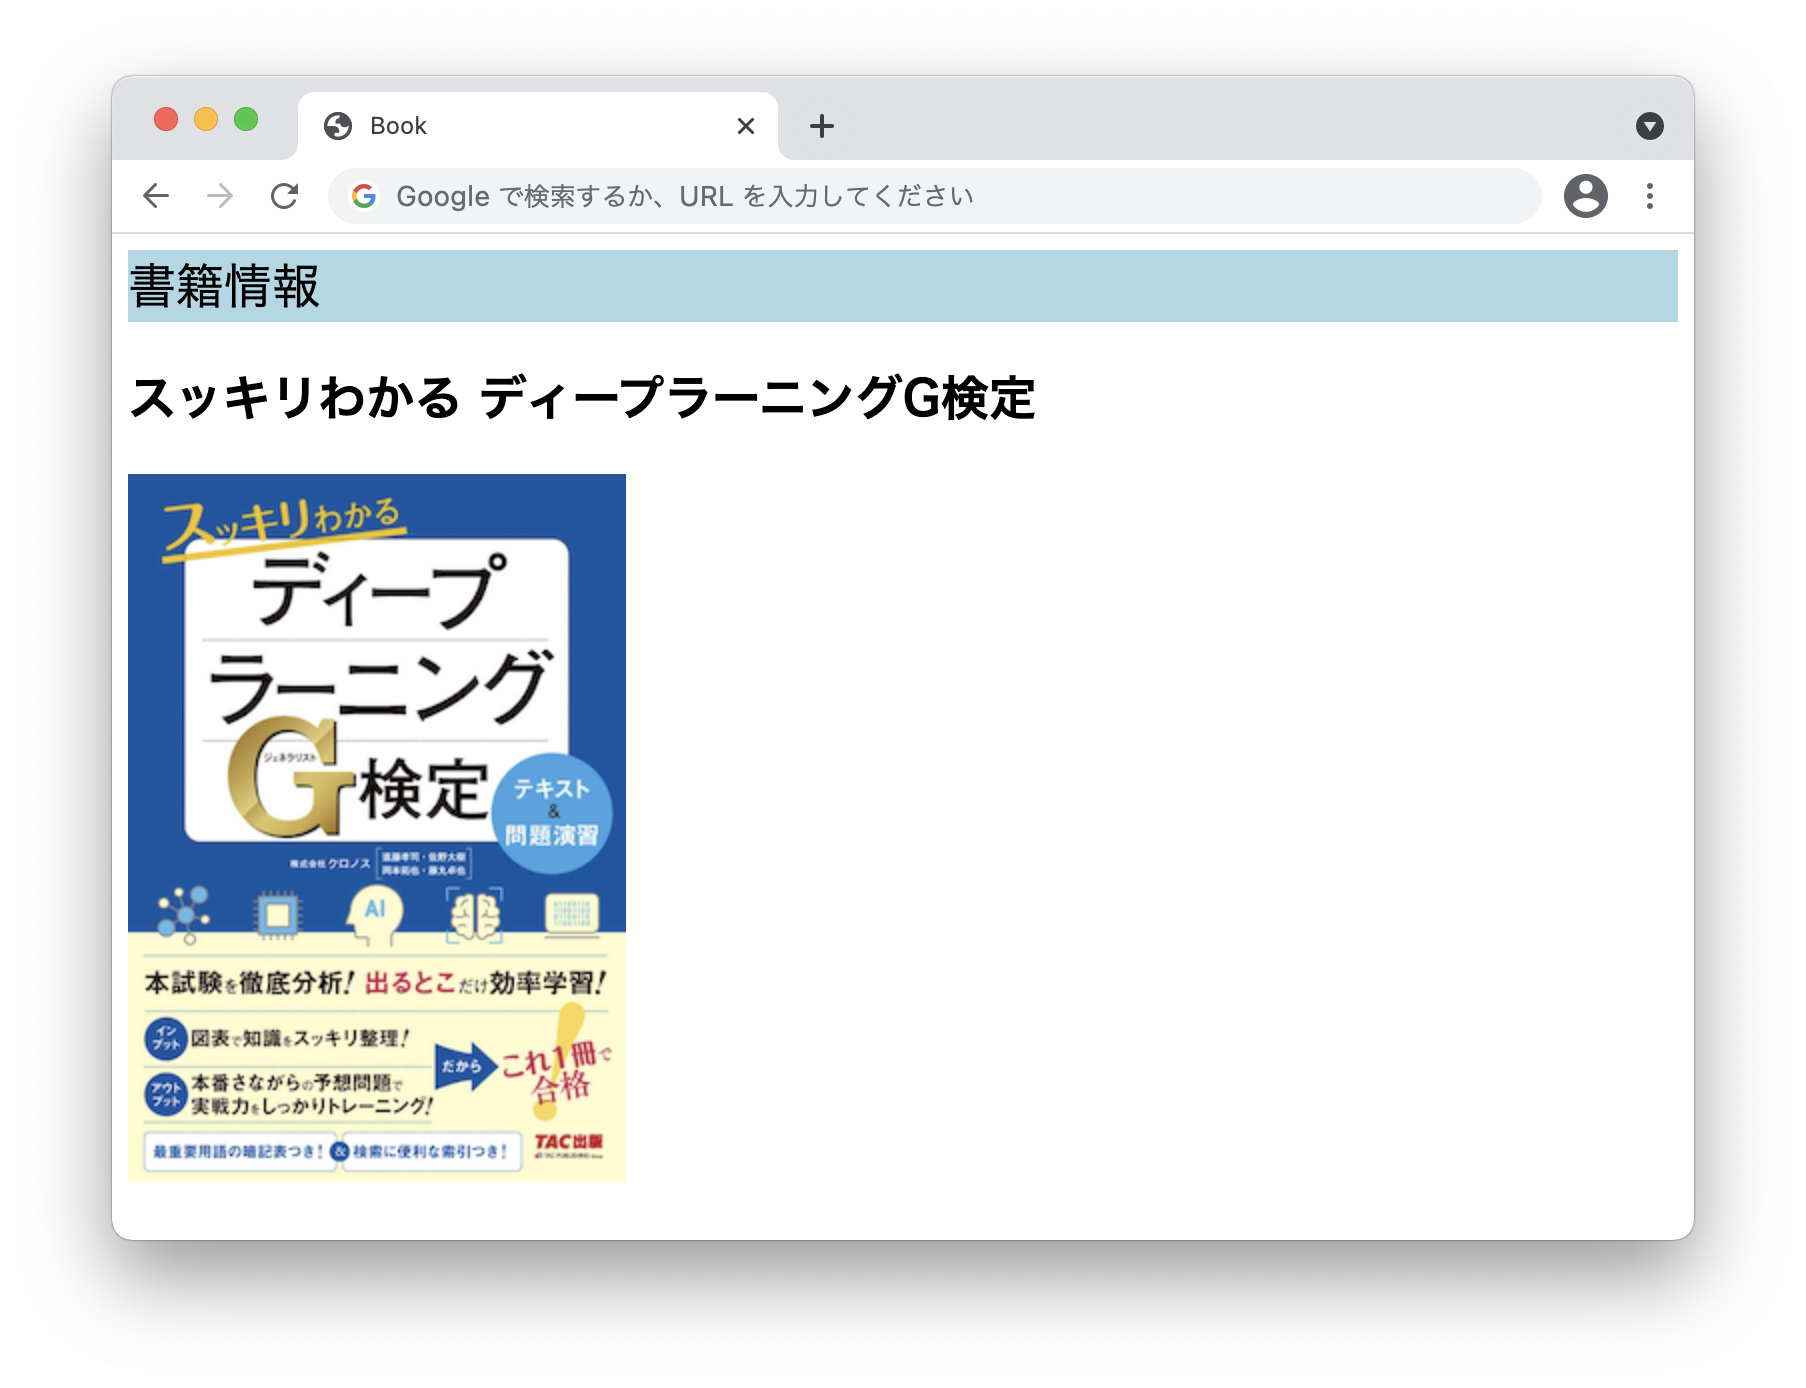 Book
Google で検索するか、URL を入力してください
書籍情報
スッキリわかる ディープラーニングG検定
スッキリわかる
ディープ
ラーニング
ジェネラリスト
G検定
テキスト
&
問題演習
株式会社クロノス
AI
本試験を徹底分析! 出るとこだけ効率学習!
インプット 図表で知識をスッキリ整理!
アウトプット 本番さながらの予想問題で
実戦力をしっかりトレーニング!
だから
これ1冊で
合格
最重要用語の暗記表つき! & 検索に便利な索引つき!
TAC出版